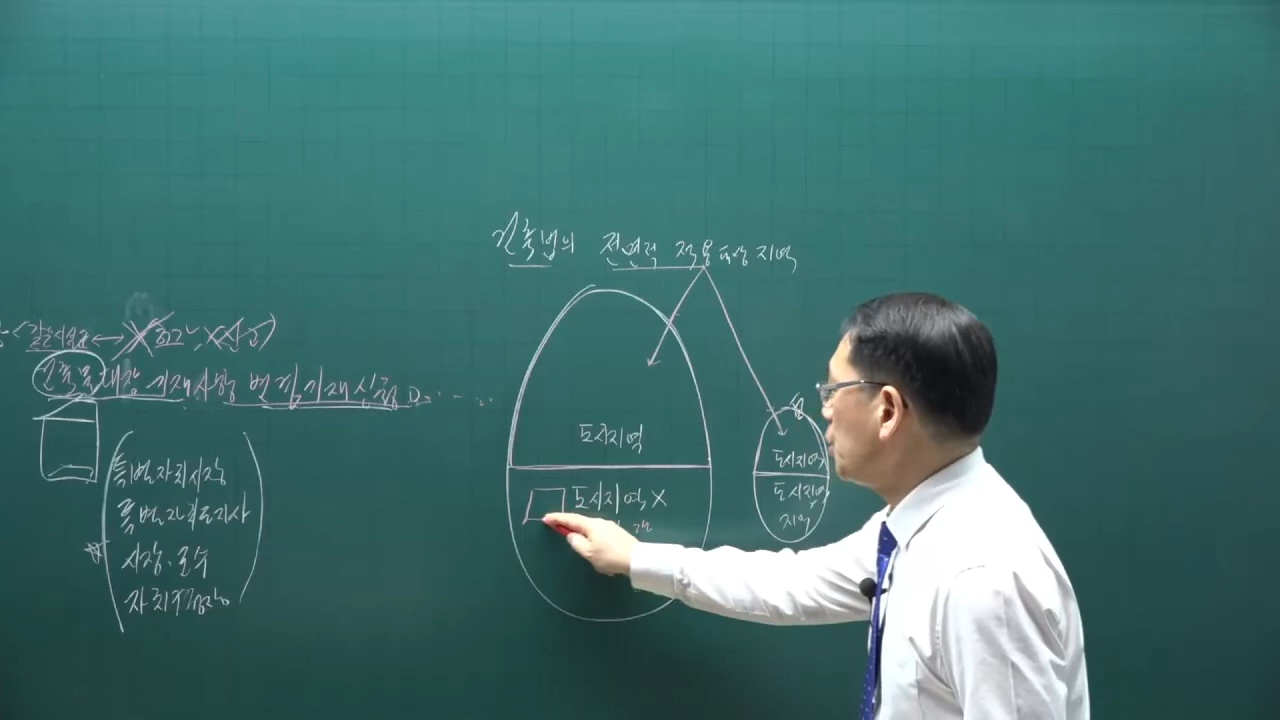 건축법의 전면적 적용대상 지역
건축물대장 기재사항 변경기재신청
특별자치시장
특별자치도지사
시장·군수
자치구청장
도시지역
도시지역 X
도시지역
도시지역
지역